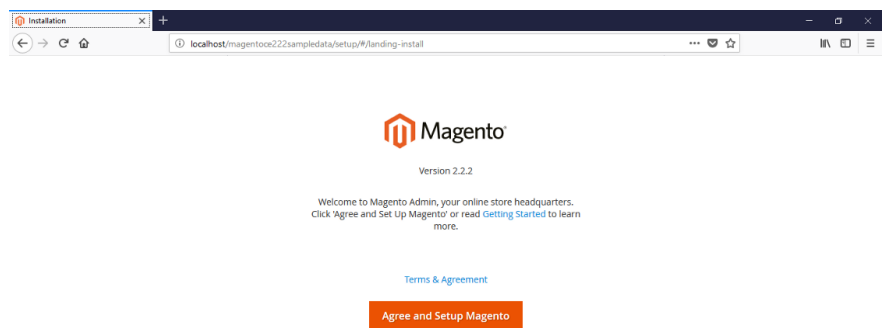 Installation
localhost/magentoce222sampledata/setup/#/landing-install
Magento
Version 2.2.2
Welcome to Magento Admin, your online store headquarters.
Click 'Agree and Set Up Magento' or read Getting Started to learn
more.
Terms & Agreement
Agree and Setup Magento